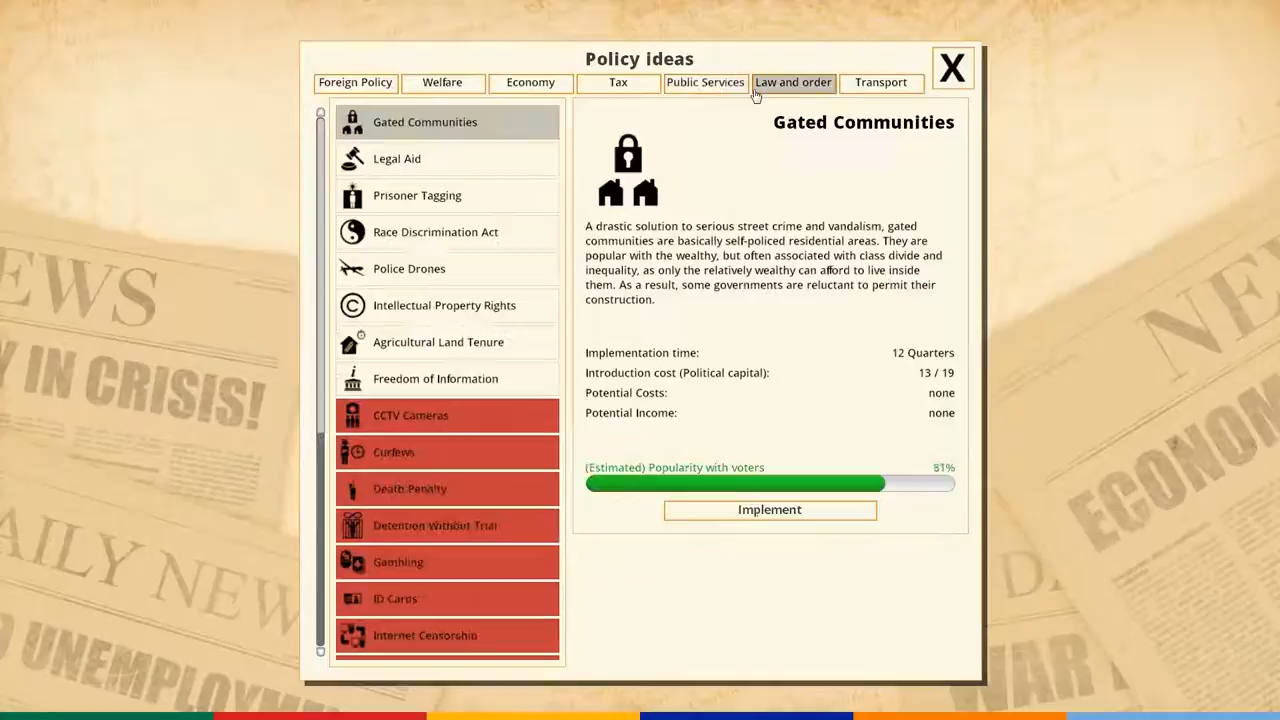 Policy ideas
X
Foreign Policy
Welfare
Economy
Tax
Public Services
Law and order
Transport
Gated Communities
Legal Aid
Prisoner Tagging
Race Discrimination Act
Police Drones
Intellectual Property Rights
Agricultural Land Tenure
Freedom of Information
CCTV Cameras
Curfews
Death Penalty
Detention Without Trial
Gambling
ID Cards
Internet Censorship
Gated Communities
A drastic solution to serious street crime and vandalism, gated
communities are basically self-policed residential areas. They are
popular with the wealthy, but often associated with class divide and
inequality, as only the relatively wealthy can afford to live inside
them. As a result, some governments are reluctant to permit their
construction.
Implementation time: 12 Quarters
Introduction cost (Political capital): 13 / 19
Potential Costs: none
Potential Income: none
(Estimated) Popularity with voters 81%
Implement
EWS
Y IN CRISIS!
AILY NEW
UNEMPLOYM
NE
ECONOM
DA
WAR